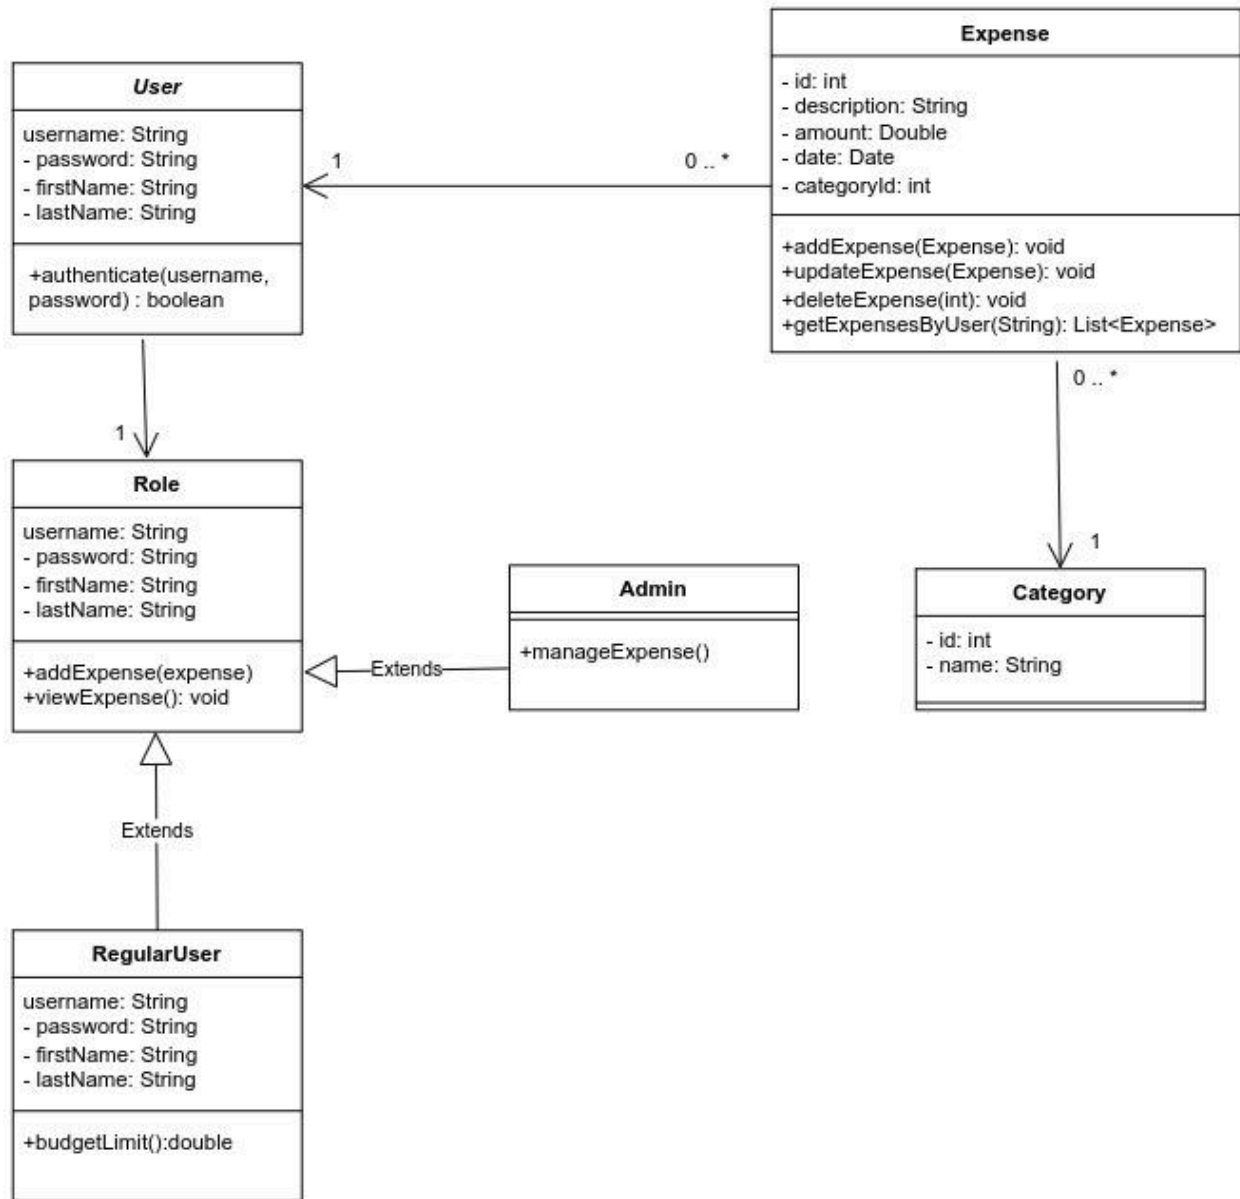 User
username: String
- password: String
- firstName: String
- lastName: String
+authenticate(username,
password) : boolean
1
0 .. *
Expense
- id: int
- description: String
- amount: Double
- date: Date
- categoryId: int
+addExpense(Expense): void
+updateExpense(Expense): void
+deleteExpense(int): void
+getExpensesByUser(String): List<Expense>
0 .. *
1
1
Role
username: String
- password: String
- firstName: String
- lastName: String
+addExpense(expense)
+viewExpense(): void
Extends
Admin
+manageExpense()
Category
- id: int
- name: String
Extends
RegularUser
username: String
- password: String
- firstName: String
- lastName: String
+budgetLimit():double